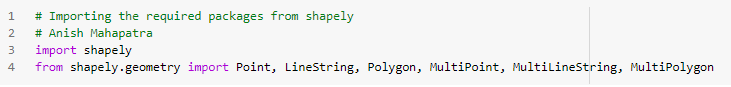 1 # Importing the required packages from shapely
2 # Anish Mahapatra
3 import shapely
4 from shapely.geometry import Point, LineString, Polygon, MultiPoint, MultiLineString, MultiPolygon